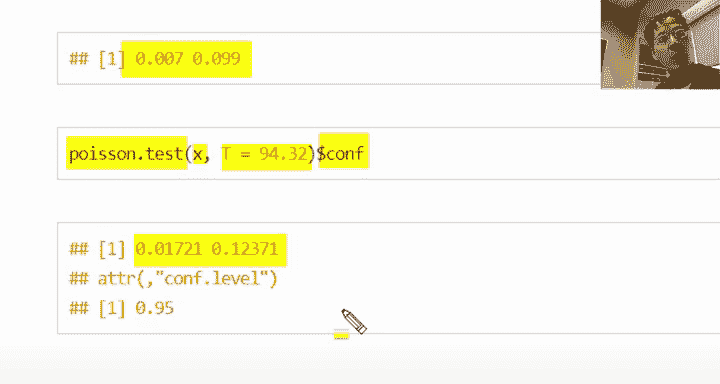 ## [1] 0.007 0.099
poisson.test(x, T = 94.32)$conf
## [1] 0.01721 0.12371
## attr(,"conf.level")
## [1] 0.95